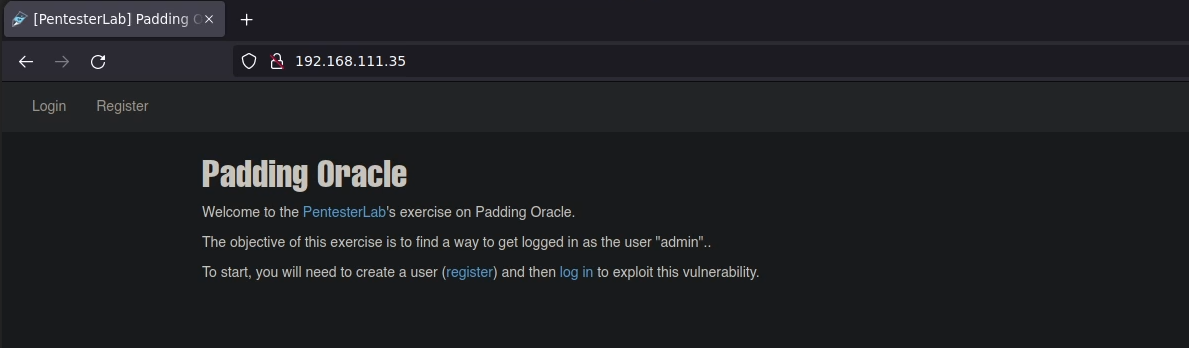 [PentesterLab] Padding O
192.168.111.35
Login Register
Padding Oracle
Welcome to the PentesterLab's exercise on Padding Oracle.
The objective of this exercise is to find a way to get logged in as the user "admin"..
To start, you will need to create a user (register) and then log in to exploit this vulnerability.